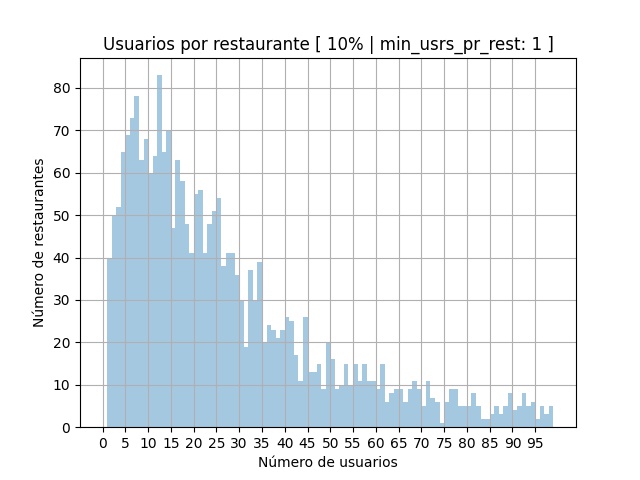 Usuarios por restaurante [ 10% | min_usrs_pr_rest: 1 ]
80
70
60
50
40
30
20
10
0
Número de restaurantes
0 5 10 15 20 25 30 35 40 45 50 55 60 65 70 75 80 85 90 95
Número de usuarios